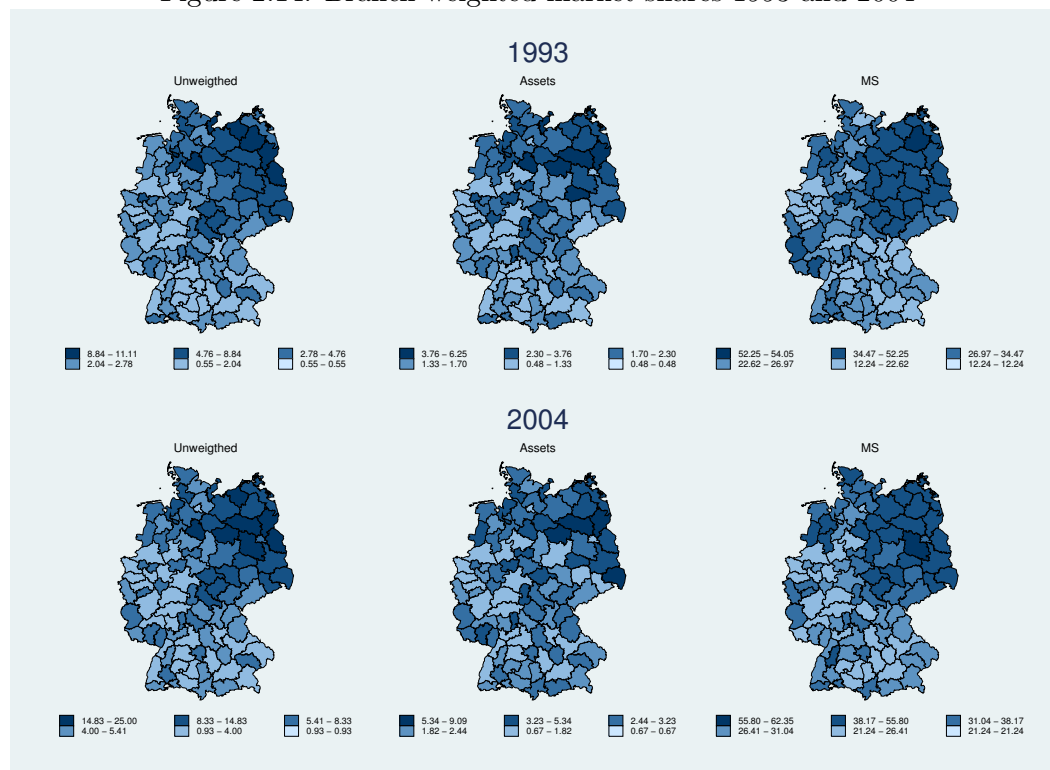 1993
Unweigthed
Assets
MS
8.84 – 11.11
4.76 – 8.84
2.78 – 4.76
2.04 – 2.78
0.55 – 2.04
0.55 – 0.55
3.76 – 6.25
2.30 – 3.76
1.70 – 2.30
1.33 – 1.70
0.48 – 1.33
0.48 – 0.48
52.25 – 54.05
34.47 – 52.25
26.97 – 34.47
22.62 – 26.97
12.24 – 22.62
12.24 – 12.24
2004
Unweigthed
Assets
MS
14.83 – 25.00
8.33 – 14.83
5.41 – 8.33
4.00 – 5.41
0.93 – 4.00
0.93 – 0.93
5.34 – 9.09
3.23 – 5.34
2.44 – 3.23
1.82 – 2.44
0.67 – 1.82
0.67 – 0.67
55.80 – 62.35
38.17 – 55.80
31.04 – 38.17
26.41 – 31.04
21.24 – 26.41
21.24 – 21.24